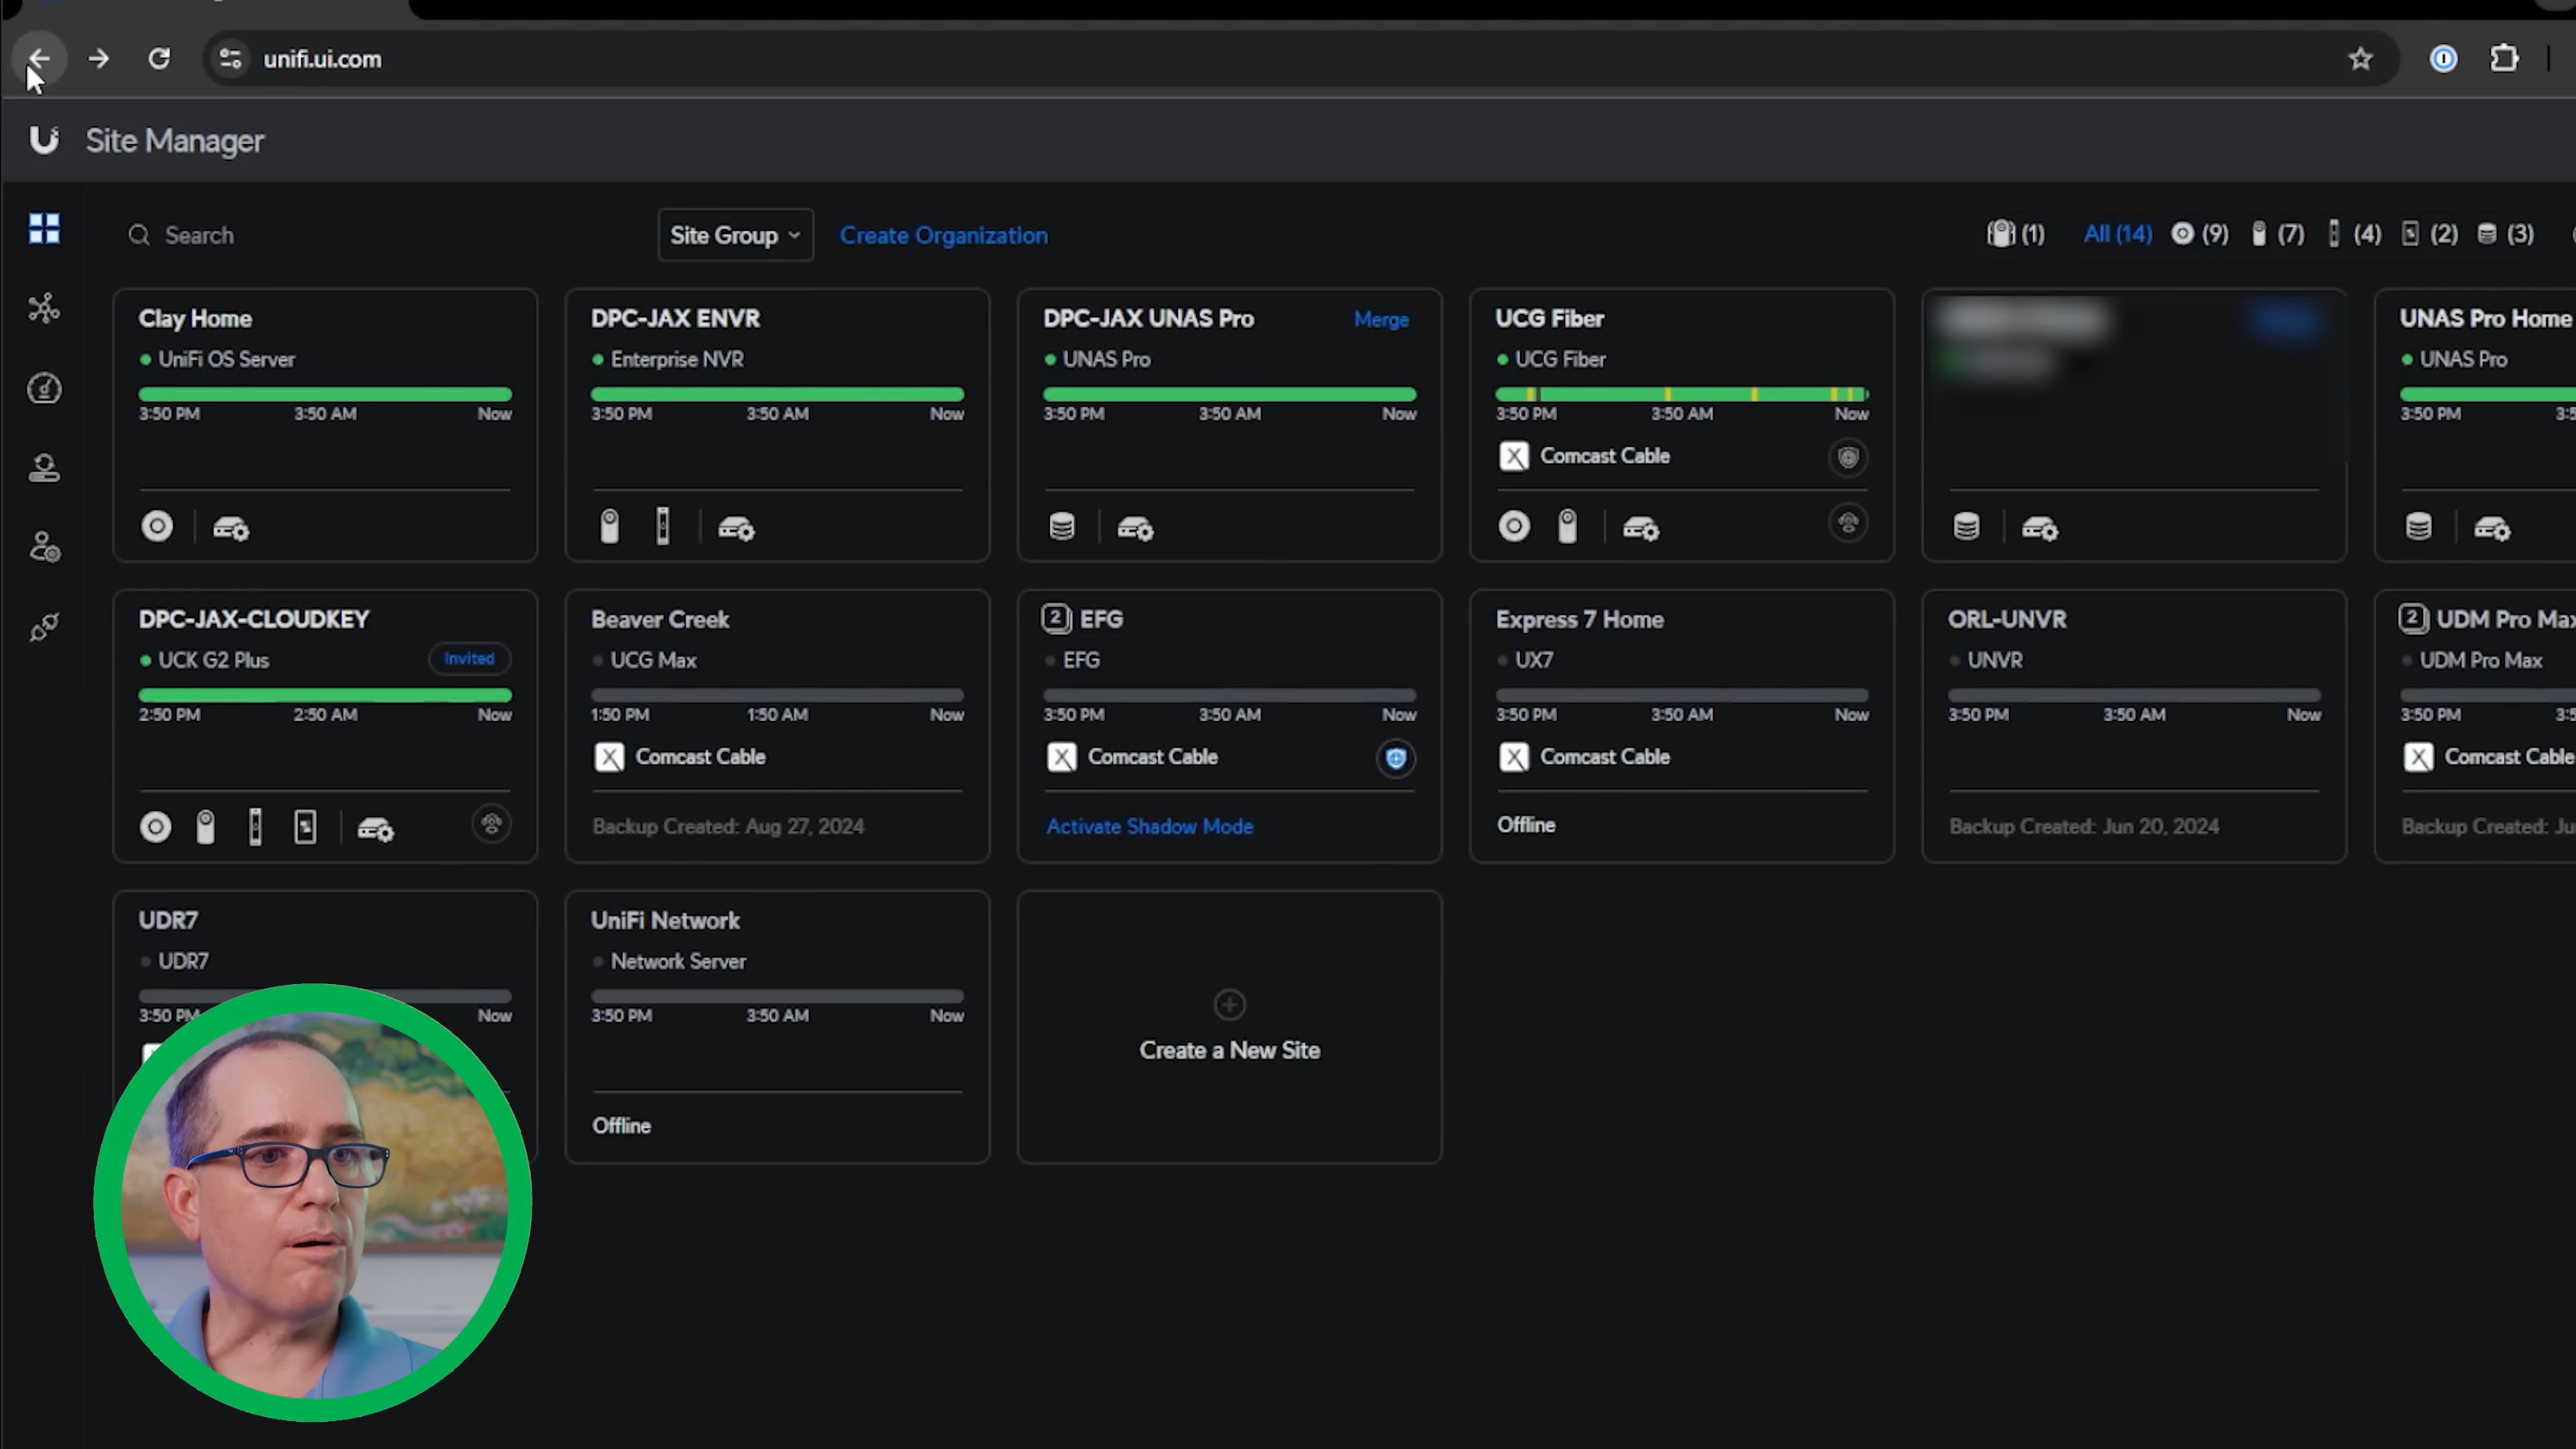 unifi.ui.com
Site Manager
Search
Site Group
Create Organization
(1)
All (14)
(9)
(7)
(4)
(2)
(3)
Clay Home
UniFi OS Server
3:50 PM 3:50 AM Now
DPC-JAX ENVR
Enterprise NVR
3:50 PM 3:50 AM Now
DPC-JAX UNAS Pro Merge
UNAS Pro
3:50 PM 3:50 AM Now
UCG Fiber
UCG Fiber
3:50 PM 3:50 AM Now
Comcast Cable
UNAS Pro Home
UNAS Pro
3:50 PM
DPC-JAX-CLOUDKEY
UCK G2 Plus Invited
2:50 PM 2:50 AM Now
Beaver Creek
UCG Max
1:50 PM 1:50 AM Now
Comcast Cable
Backup Created: Aug 27, 2024
2 EFG
EFG
3:50 PM 3:50 AM Now
Comcast Cable
Activate Shadow Mode
Express 7 Home
UX7
3:50 PM 3:50 AM Now
Comcast Cable
Offline
ORL-UNVR
UNVR
3:50 PM 3:50 AM Now
Backup Created: Jun 20, 2024
2 UDM Pro Max
UDM Pro Max
3:50 PM
Comcast Cable
Backup Created:
UDR7
UDR7
3:50 PM Now
UniFi Network
Network Server
3:50 PM 3:50 AM Now
Offline
Create a New Site